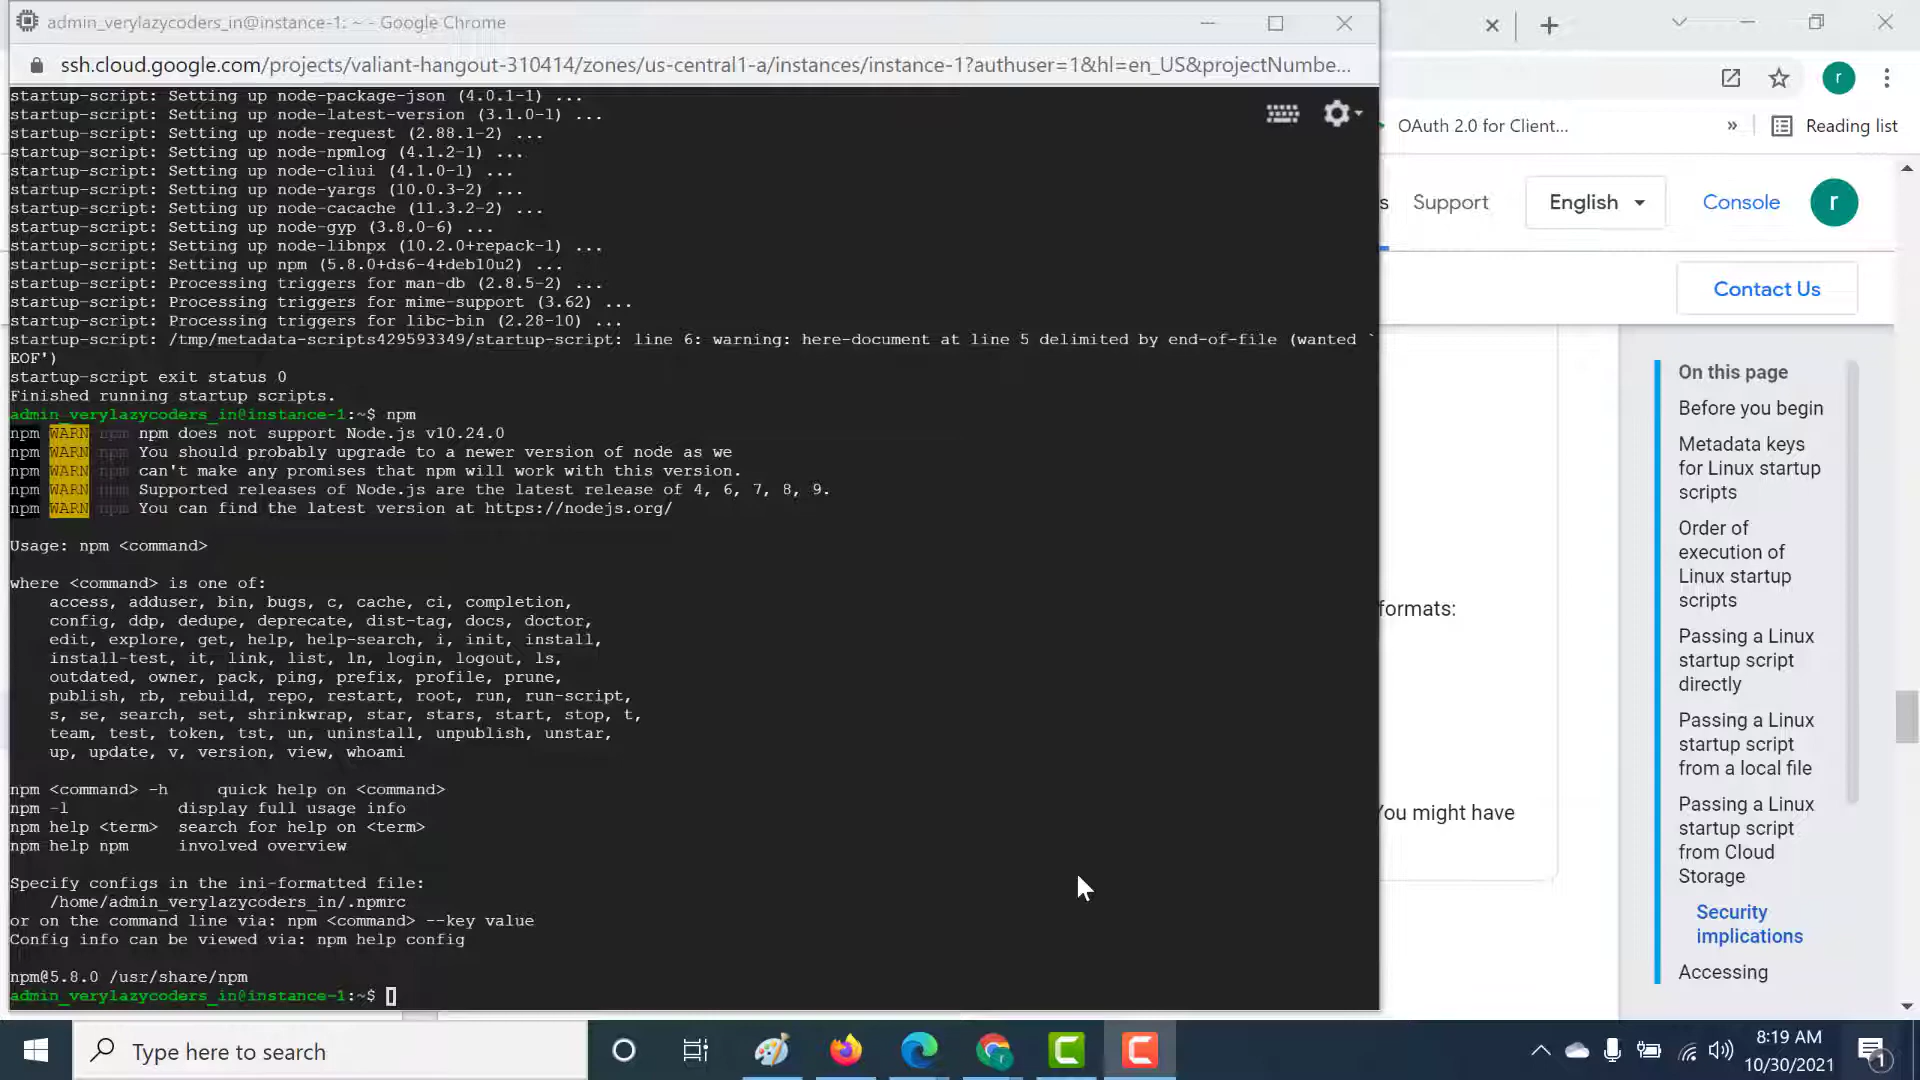 admin_verylazycoders_in@instance-1: ~ - Google Chrome
ssh.cloud.google.com/projects/valiant-hangout-310414/zones/us-central1-a/instances/instance-1?authuser=1&hl=en_US&projectNumbe...
startup-script: Setting up node-package-json (4.0.1-1) ...
startup-script: Setting up node-latest-version (3.1.0-1) ...
startup-script: Setting up node-request (2.88.1-2) ...
startup-script: Setting up node-npmlog (4.1.2-1) ...
startup-script: Setting up node-cliui (4.1.0-1) ...
startup-script: Setting up node-yargs (10.0.3-2) ...
startup-script: Setting up node-cacache (11.3.2-2) ...
startup-script: Setting up node-gyp (3.8.0-6) ...
startup-script: Setting up node-libnpx (10.2.0+repack-1) ...
startup-script: Setting up npm (5.8.0+ds6-4+deb10u2) ...
startup-script: Processing triggers for man-db (2.8.5-2) ...
startup-script: Processing triggers for mime-support (3.62) ...
startup-script: Processing triggers for libc-bin (2.28-10) ...
startup-script: /tmp/metadata-scripts429593349/startup-script: line 6: warning: here-document at line 5 delimited by end-of-file (wanted `
EOF')
startup-script exit status 0
Finished running startup scripts.
admin_verylazycoders_in@instance-1:~$ npm
npm WARN npm npm does not support Node.js v10.24.0
npm WARN npm You should probably upgrade to a newer version of node as we
npm WARN npm can't make any promises that npm will work with this version.
npm WARN npm Supported releases of Node.js are the latest release of 4, 6, 7, 8, 9.
npm WARN npm You can find the latest version at https://nodejs.org/
Usage: npm <command>
where <command> is one of:
access, adduser, bin, bugs, c, cache, ci, completion,
config, ddp, dedupe, deprecate, dist-tag, docs, doctor,
edit, explore, get, help, help-search, i, init, install,
install-test, it, link, list, ln, login, logout, ls,
outdated, owner, pack, ping, prefix, profile, prune,
publish, rb, rebuild, repo, restart, root, run, run-script,
s, se, search, set, shrinkwrap, star, stars, start, stop, t,
team, test, token, tst, un, uninstall, unpublish, unstar,
up, update, v, version, view, whoami
npm <command> -h quick help on <command>
npm -l display full usage info
npm help <term> search for help on <term>
npm help npm involved overview
Specify configs in the ini-formatted file:
/home/admin_verylazycoders_in/.npmrc
or on the command line via: npm <command> --key value
Config info can be viewed via: npm help config
npm@5.8.0 /usr/share/npm
admin_verylazycoders_in@instance-1:~$
r
OAuth 2.0 for Client...
»
Reading list
s
Support
English
Console
r
Contact Us
formats:
You might have
On this page
Before you begin
Metadata keys
for Linux startup
scripts
Order of
execution of
Linux startup
scripts
Passing a Linux
startup script
directly
Passing a Linux
startup script
from a local file
Passing a Linux
startup script
from Cloud
Storage
Security
implications
Accessing
Type here to search
8:19 AM
10/30/2021
1